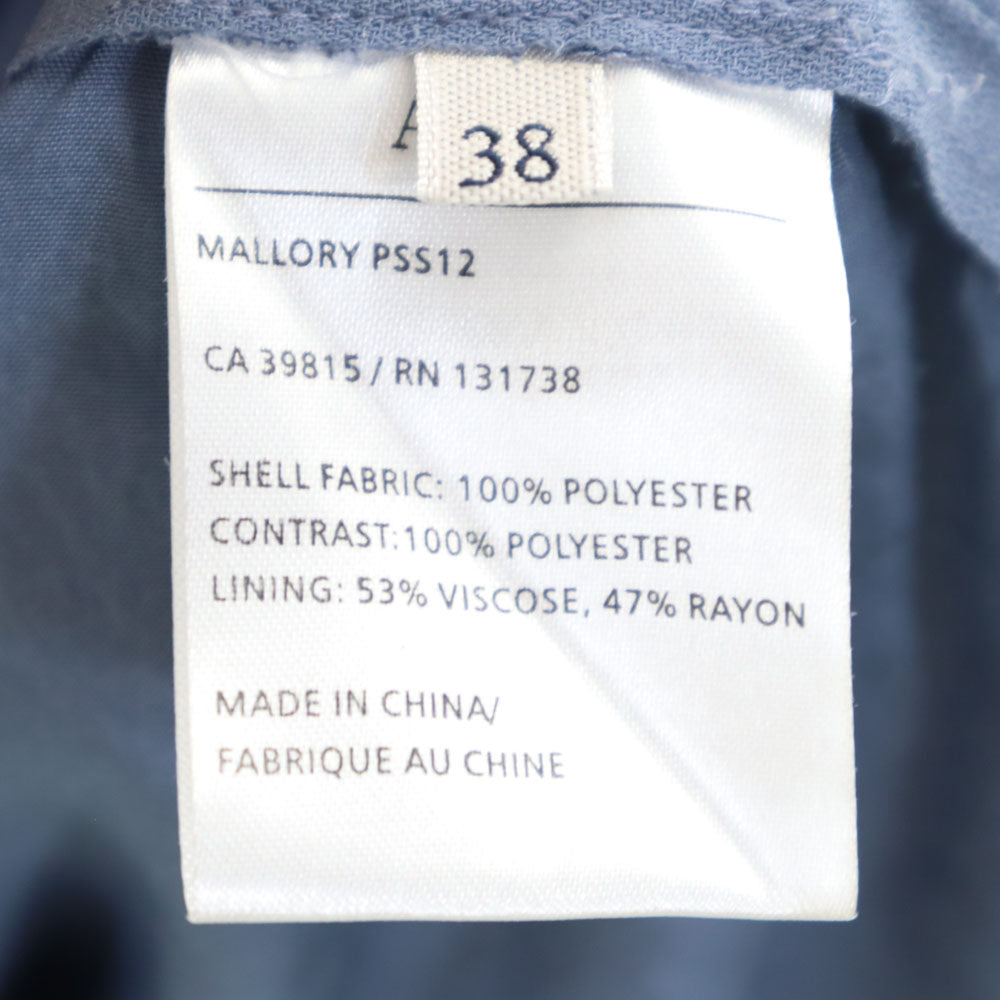 38
MALLORY PSS12
CA 39815 / RN 131738
SHELL FABRIC: 100% POLYESTER
CONTRAST:100% POLYESTER
LINING: 53% VISCOSE, 47% RAYON
MADE IN CHINA/
FABRIQUE AU CHINE